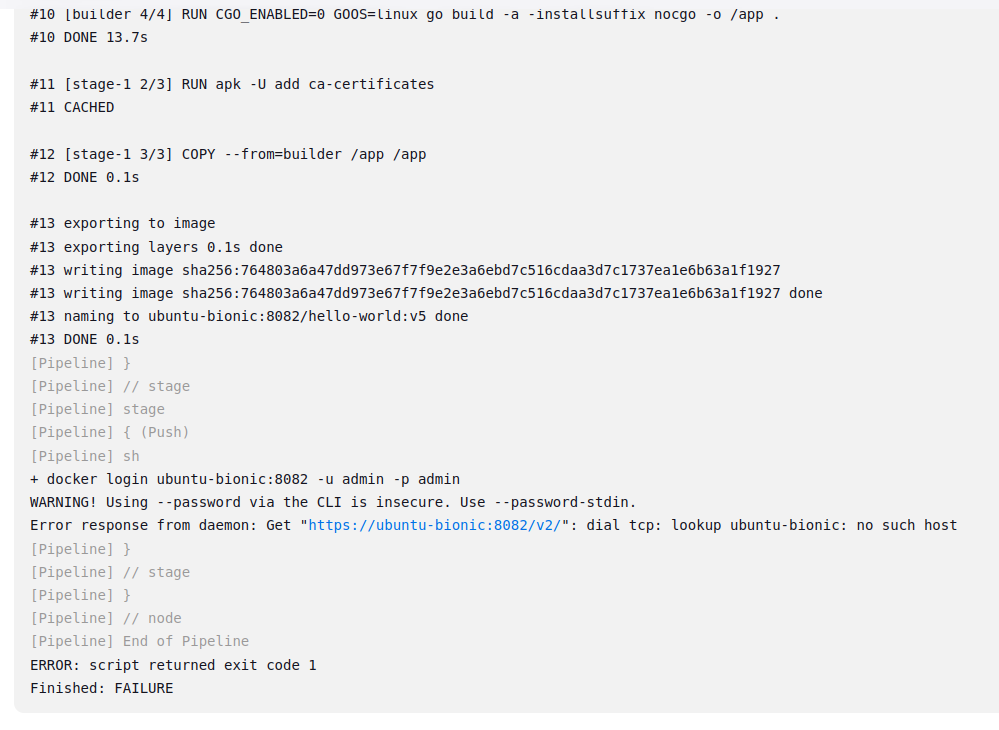 #10 [builder 4/4] RUN CGO_ENABLED=0 GOOS=linux go build -a -installsuffix nocgo -o /app .
#10 DONE 13.7s
#11 [stage-1 2/3] RUN apk -U add ca-certificates
#11 CACHED
#12 [stage-1 3/3] COPY --from=builder /app /app
#12 DONE 0.1s
#13 exporting to image
#13 exporting layers 0.1s done
#13 writing image sha256:764803a6a47dd973e67f7f9e2e3a6ebd7c516cdaa3d7c1737ea1e6b63a1f1927
#13 writing image sha256:764803a6a47dd973e67f7f9e2e3a6ebd7c516cdaa3d7c1737ea1e6b63a1f1927 done
#13 naming to ubuntu-bionic:8082/hello-world:v5 done
#13 DONE 0.1s
[Pipeline] }
[Pipeline] // stage
[Pipeline] stage
[Pipeline] { (Push)
[Pipeline] sh
+ docker login ubuntu-bionic:8082 -u admin -p admin
WARNING! Using --password via the CLI is insecure. Use --password-stdin.
Error response from daemon: Get "https://ubuntu-bionic:8082/v2/": dial tcp: lookup ubuntu-bionic: no such host
[Pipeline] }
[Pipeline] // stage
[Pipeline] }
[Pipeline] // node
[Pipeline] End of Pipeline
ERROR: script returned exit code 1
Finished: FAILURE